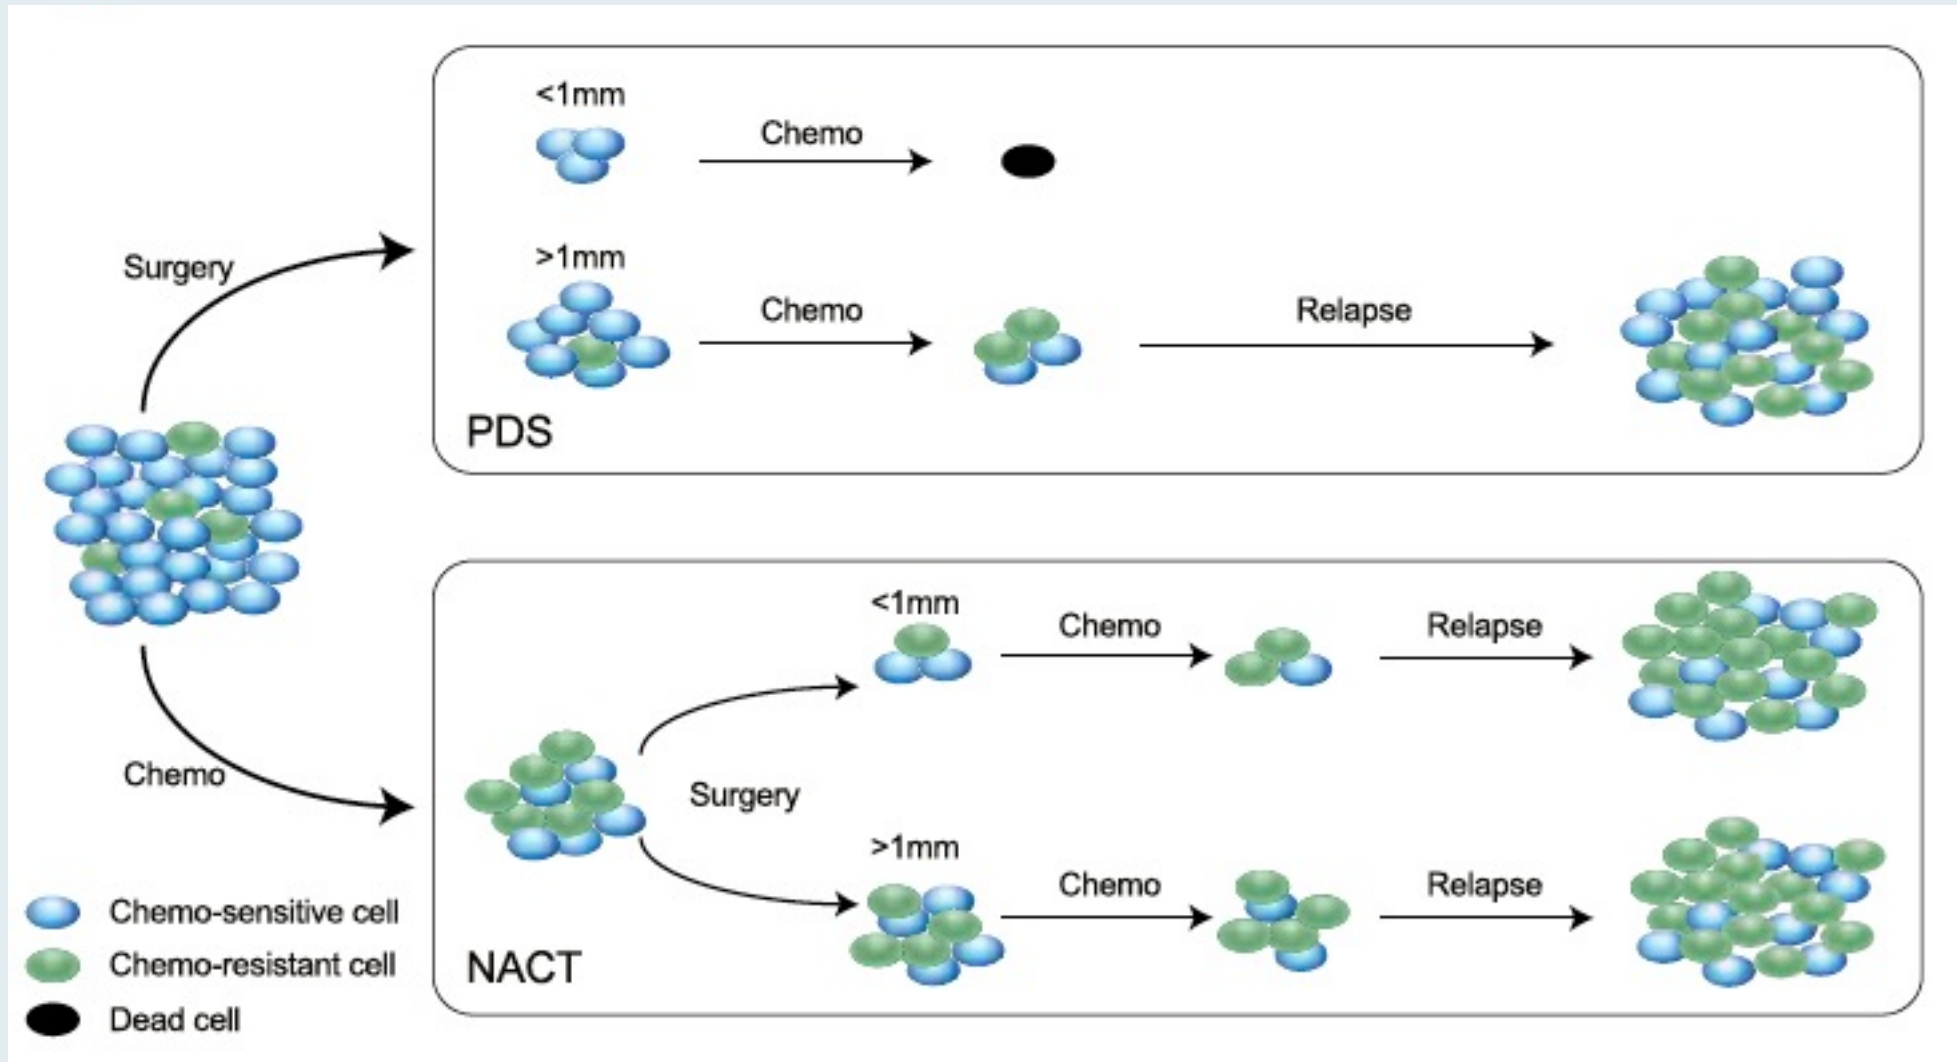 <1mm
Chemo
>1mm
Surgery
Chemo
Relapse
PDS
<1mm
Chemo
Relapse
Chemo
Surgery
>1mm
Chemo
Relapse
NACT
Chemo-sensitive cell
Chemo-resistant cell
Dead cell